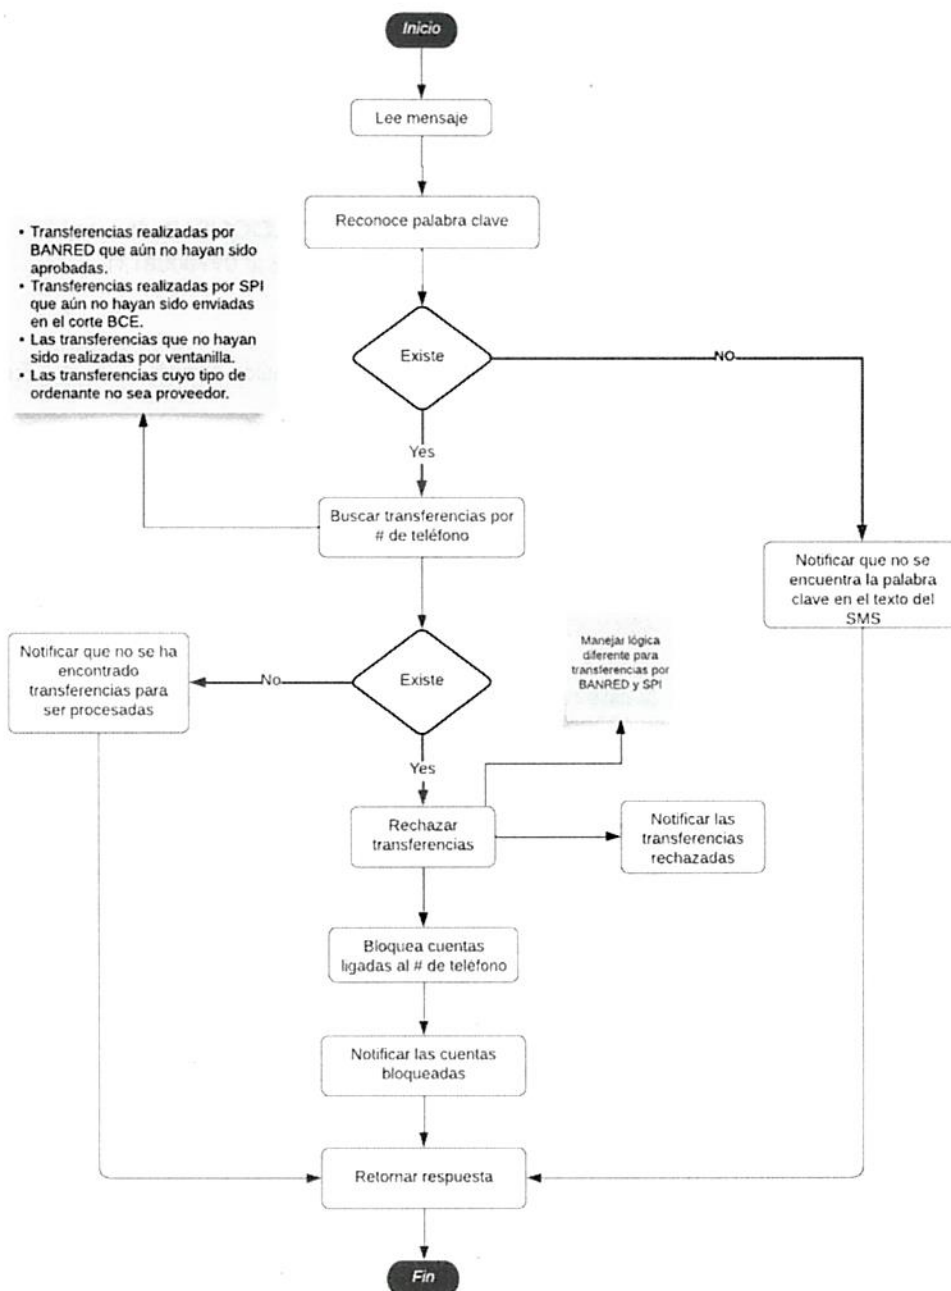 Inicio
Lee mensaje
Reconoce palabra clave
• Transferencias realizadas por
BANRED que aún no hayan sido
aprobadas.
• Transferencias realizadas por SPI
que aún no hayan sido enviadas
en el corte BCE.
• Las transferencias que no hayan
sido realizadas por ventanilla.
• Las transferencias cuyo tipo de
ordenante no sea proveedor.
Existe
NO
Yes
Buscar transferencias por
# de teléfono
Notificar que no se
encuentra la palabra
clave en el texto del
SMS
Notificar que no se ha
encontrado
transferencias para
ser procesadas
No
Existe
Manejar lógica
diferente para
transferencias por
BANRED y SPI
Yes
Rechazar
transferencias
Notificar las
transferencias
rechazadas
Bloquea cuentas
ligadas al # de teléfono
Notificar las cuentas
bloqueadas
Retornar respuesta
Fin